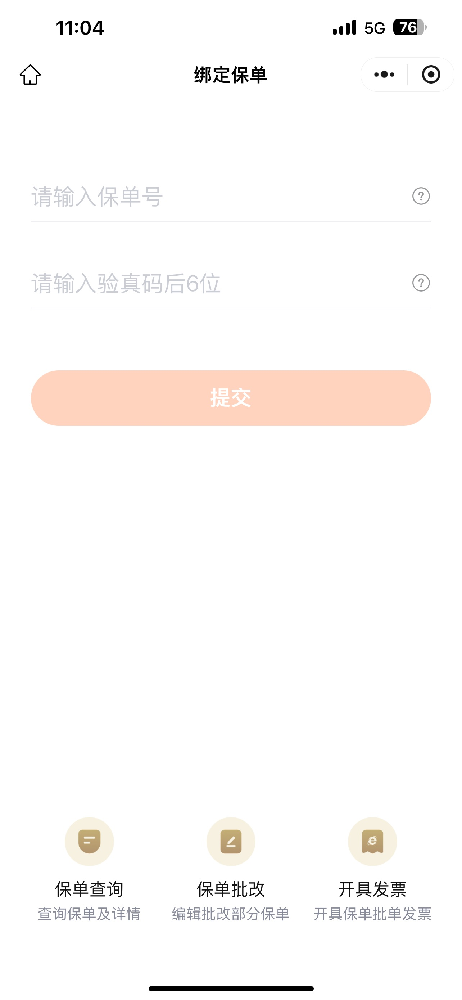 11:04
5G 76
绑定保单
请输入保单号
请输入验真码后6位
提交
保单查询 保单批改 开具发票
查询保单及详情 编辑批改部分保单 开具保单批单发票